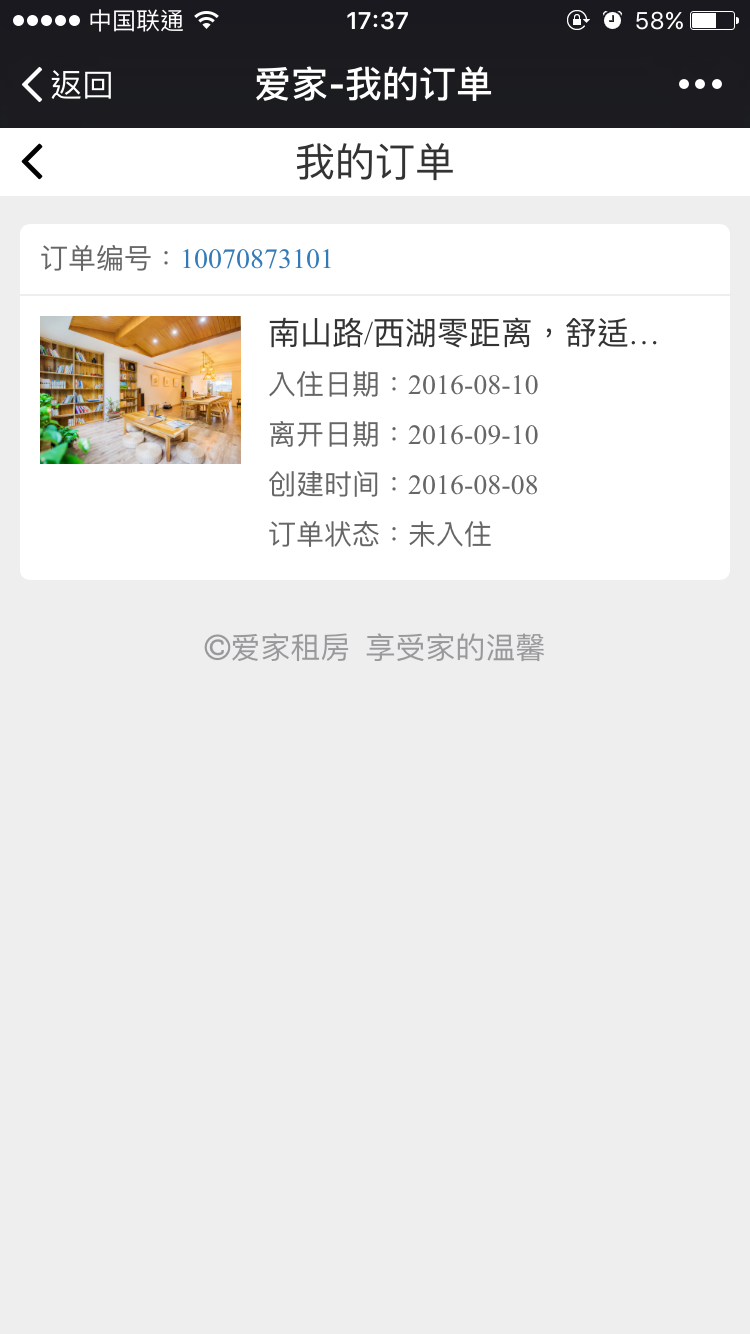 中国联通 17:37 58%
返回 爱家-我的订单
我的订单
订单编号：10070873101
南山路/西湖零距离，舒适...
入住日期：2016-08-10
离开日期：2016-09-10
创建时间：2016-08-08
订单状态：未入住
©爱家租房 享受家的温馨